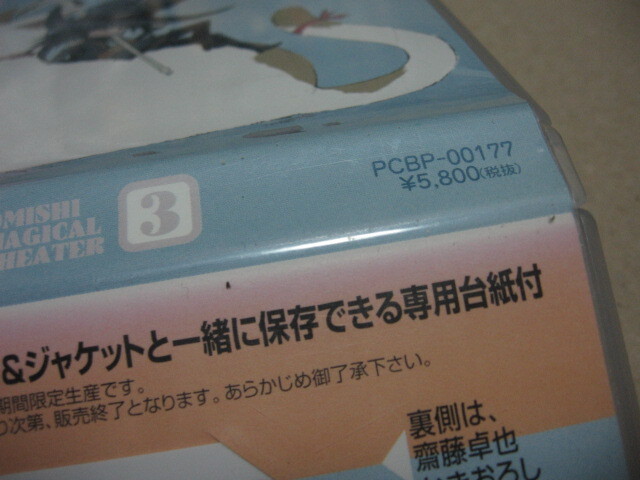 PCBP-00177
¥5,800(税抜)
OMISHI
MAGICAL
THEATER
3
&ジャケットと一緒に保存できる専用台紙付
期間限定生産です。
の次第、販売終了となります。あらかじめ御了承下さい。
裏側は、
齋藤卓也
かきおろし